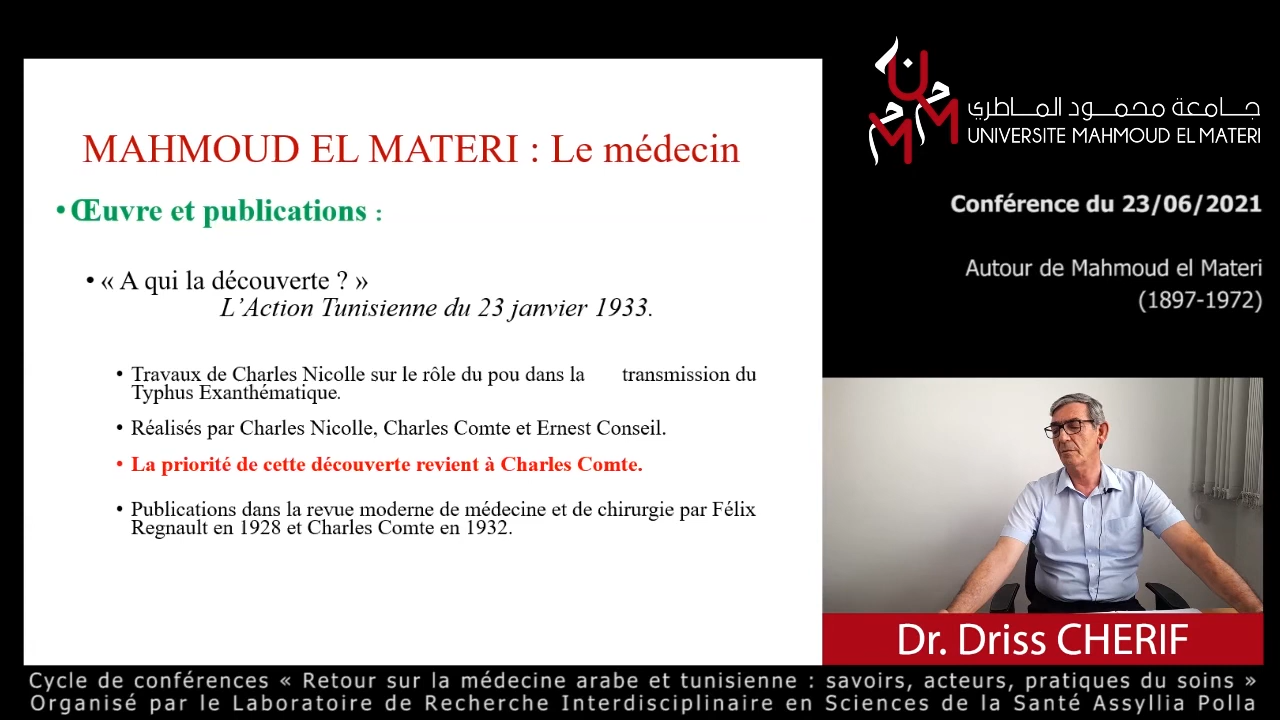 MAHMOUD EL MATERI : Le médecin
• Œuvre et publications :
• « A qui la découverte ? »
L’Action Tunisienne du 23 janvier 1933.
• Travaux de Charles Nicolle sur le rôle du pou dans la transmission du
Typhus Exanthématique.
• Réalisés par Charles Nicolle, Charles Comte et Ernest Conseil.
• La priorité de cette découverte revient à Charles Comte.
• Publications dans la revue moderne de médecine et de chirurgie par Félix
Regnault en 1928 et Charles Comte en 1932.
جامعة محمود الماطري
UNIVERSITE MAHMOUD EL MATERI
Conférence du 23/06/2021
Autour de Mahmoud el Materi
(1897-1972)
Dr. Driss CHERIF
Cycle de conférences « Retour sur la médecine arabe et tunisienne : savoirs, acteurs, pratiques du soins »
Organisé par le Laboratoire de Recherche Interdisciplinaire en Sciences de la Santé Assyllia Polla